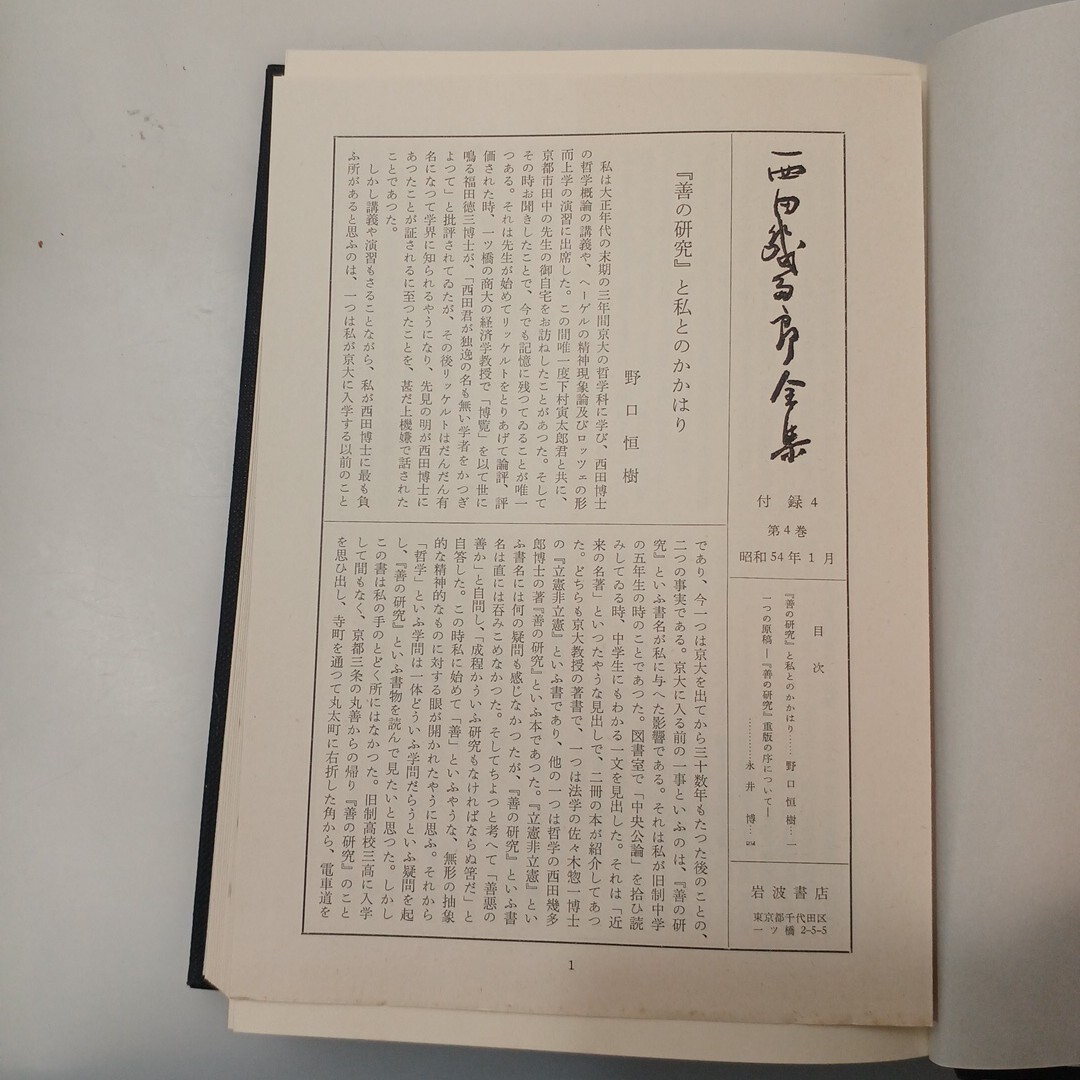 西田幾多郎全集
付録4
第4巻
昭和54年1月
目次
『善の研究』と私とのかかはり……野口恒樹…一
一つの原稿―『善の研究』重版の序について―
…………永井博…四
岩波書店
東京都千代田区
一ツ橋2-5-5
『善の研究』と私とのかかはり
野口恒樹
私は大正年代の末期の三年間京大の哲学科に学び、西田博士
の哲学概論の講義や、ヘーゲルの精神現象論及びロッツェの形
而上学の演習に出席した。この間唯一度下村寅太郎君と共に、
京都市田中の先生の御自宅をお訪ねしたことがあつた。そして
その時お聞きしたことで、今でも記憶に残つてゐることが唯一
つある。それは先生が始めてリッケルトをとりあげて論評、評
価された時、一ツ橋の商大の経済学教授で「博覧」を以て世に
鳴る福田徳三博士が、「西田君が独逸の名も無い学者をかつぎ
よつて」と批評されてゐたが、その後リッケルトはだんだん有
名になつて学界に知られるやうになり、先見の明が西田博士に
あつたことが証されるに至つたことを、甚だ上機嫌で話された
ことであつた。
しかし講義や演習もさることながら、私が西田博士に最も負
ふ所があると思ふのは、一つは私が京大に入学する以前のこと
であり、今一つは京大を出てから三十数年もたつた後のことの、
二つの事実である。京大に入る前の一事といふのは、『善の研
究』といふ書名が私に与へた影響である。それは私が旧制中学
の五年生の時のことであつた。図書室で「中央公論」を拾ひ読
みしてゐる時、中学生にもわかる一文を見出した。それは「近
来の名著」といつたやうな見出しで、二冊の本が紹介してあつ
た。どちらも京大教授の著書で、一つは法学の佐々木惣一博士
の『立憲非立憲』といふ書であり、他の一つは哲学の西田幾多
郎博士の著『善の研究』といふ本であつた。『立憲非立憲』とい
ふ書名には何の疑問も感じなかつたが、『善の研究』といふ書
名は直には呑みこめなかつた。そしてちよつと考へて「善悪の
善か」と自問し、「成程かういふ研究もなければならぬ筈だ」と
自答した。この時私に始めて「善」といふやうな、無形の抽象
的な精神的なものに対する眼が開かれたやうに思ふ。それから
「哲学」といふ学問は一体どういふ学問だらうといふ疑問を起
し、『善の研究』といふ書物を読んで見たいと思つた。しかし
この書は私の手のとどく所にはなかつた。旧制高校三高に入学
して間もなく、京都三条の丸善からの帰り『善の研究』のこと
を思ひ出し、寺町を通つて丸太町に右折した角から、電車道を
1